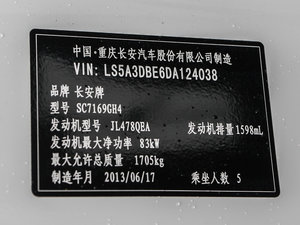 中国·重庆长安汽车股份有限公司制造
VIN: LS5A3DBE6DA124038
品牌 长安牌
型号 SC7169GH4
发动机型号 JL478QEA 发动机排量 1598mL
发动机最大净功率 83kW
最大允许总质量 1705kg
制造年月 2013/06/17 乘坐人数 5